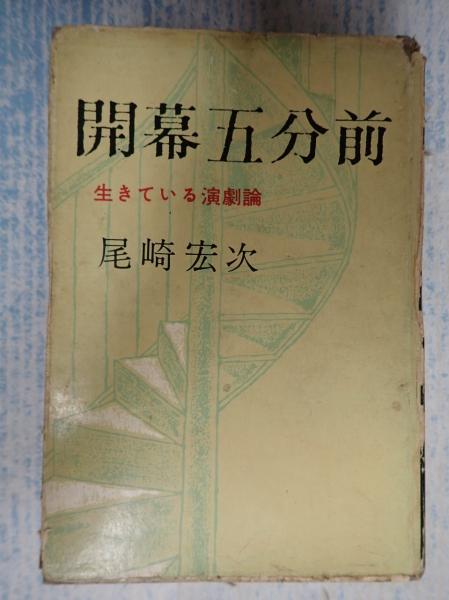 開幕五分前
生きている演劇論
尾崎宏次